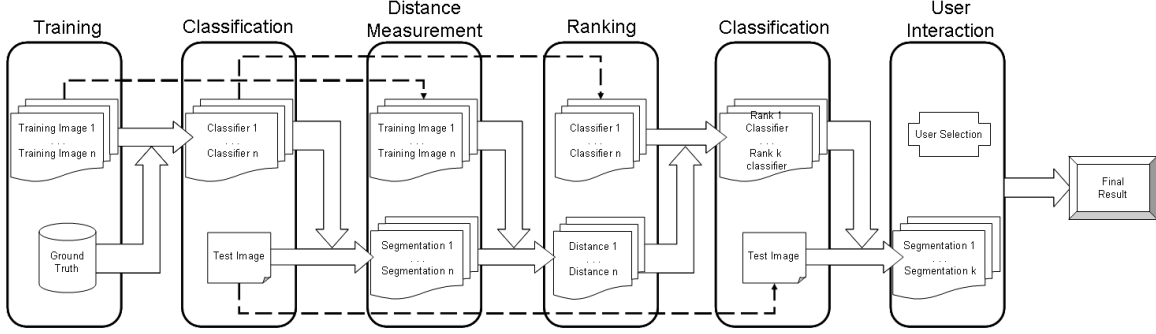 Training
Classification
Distance
Measurement
Ranking
Classification
User
Interaction
Training Image 1
. . .
Training Image n
Ground
Truth
Classifier 1
. . .
Classifier n
Test Image
Training Image 1
. . .
Training Image n
Segmentation 1
. . .
Segmentation n
Classifier 1
. . .
Classifier n
Distance 1
. . .
Distance n
Rank 1
Classifier
. . .
Rank k
classifier
Test Image
User Selection
Segmentation 1
. . .
Segmentation k
Final
Result